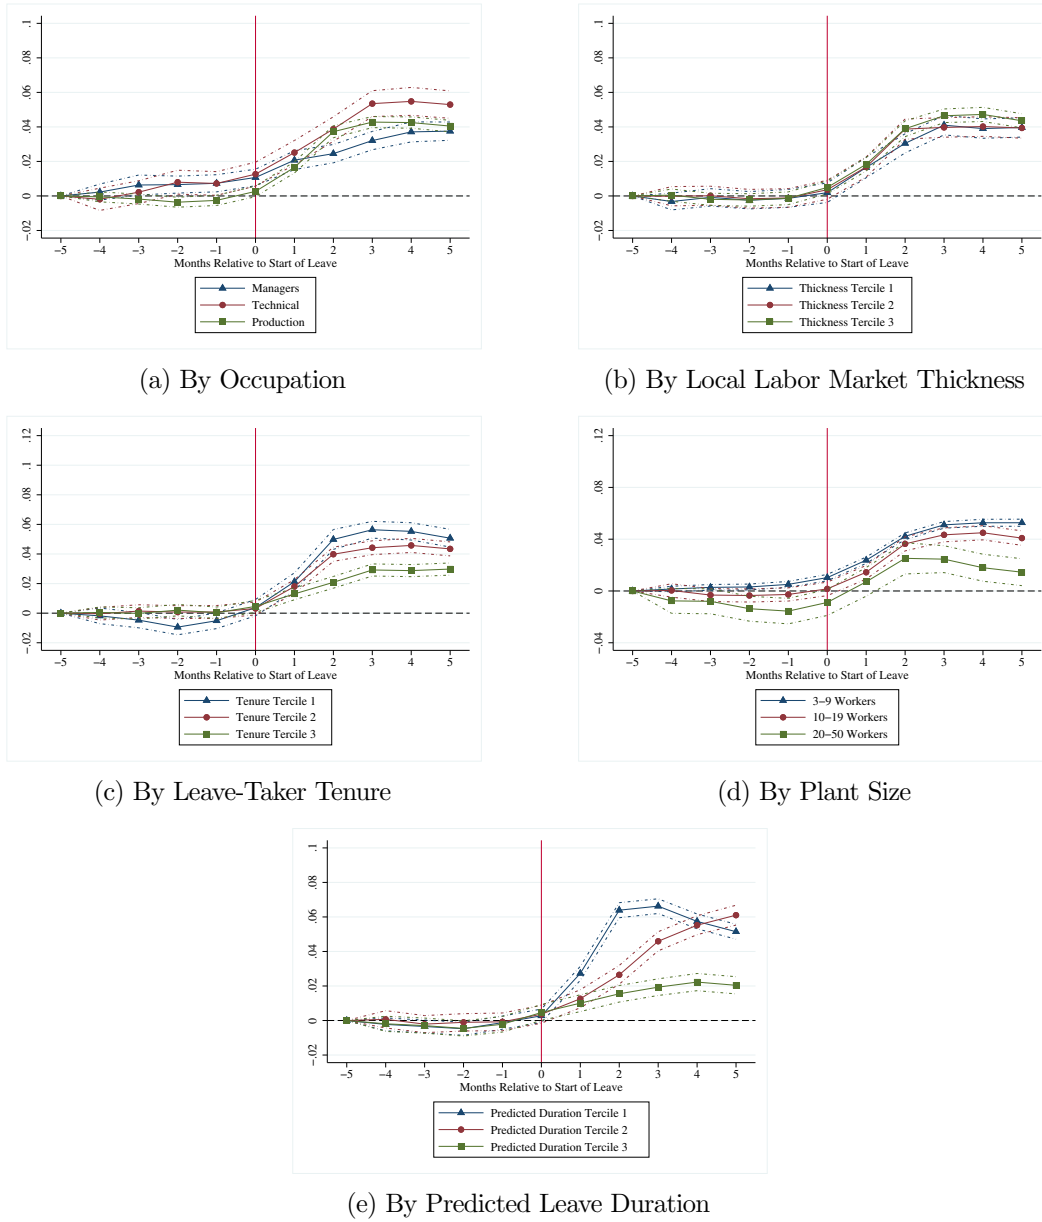 .1
.08
.06
.04
.02
0
-.02
−5 −4 −3 −2 −1 0 1 2 3 4 5
Months Relative to Start of Leave
Managers
Technical
Production
(a) By Occupation
.1
.08
.06
.04
.02
0
-.02
−5 −4 −3 −2 −1 0 1 2 3 4 5
Months Relative to Start of Leave
Thickness Tercile 1
Thickness Tercile 2
Thickness Tercile 3
(b) By Local Labor Market Thickness
.12
.1
.08
.06
.04
.02
0
-.02
−5 −4 −3 −2 −1 0 1 2 3 4 5
Months Relative to Start of Leave
Tenure Tercile 1
Tenure Tercile 2
Tenure Tercile 3
(c) By Leave-Taker Tenure
.12
.08
.04
0
-.04
−5 −4 −3 −2 −1 0 1 2 3 4 5
Months Relative to Start of Leave
3−9 Workers
10−19 Workers
20−50 Workers
(d) By Plant Size
.1
.08
.06
.04
.02
0
-.02
−5 −4 −3 −2 −1 0 1 2 3 4 5
Months Relative to Start of Leave
Predicted Duration Tercile 1
Predicted Duration Tercile 2
Predicted Duration Tercile 3
(e) By Predicted Leave Duration